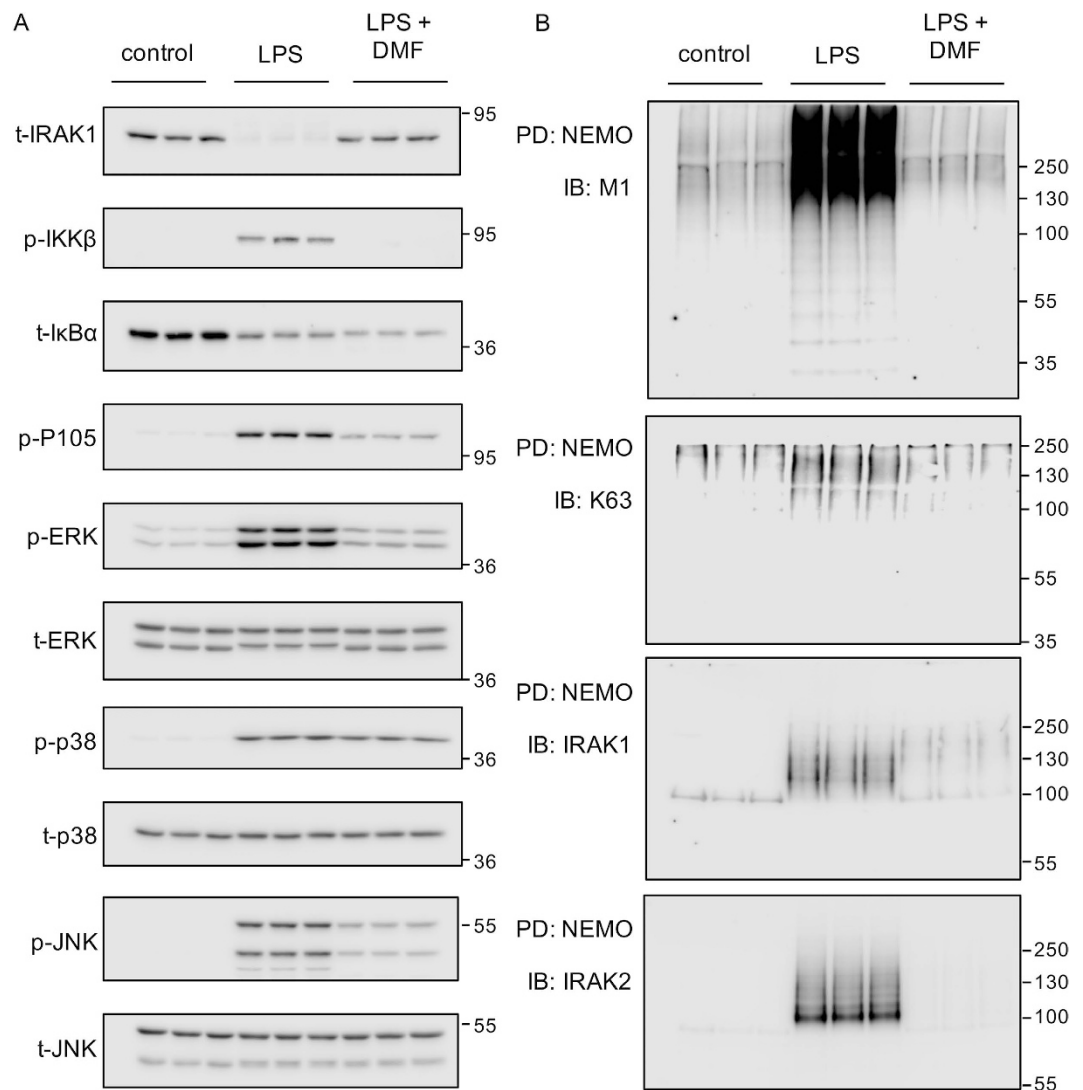 A
control
LPS
LPS +
DMF
t-IRAK1
95
p-IKKβ
95
t-IκBα
36
p-P105
95
p-ERK
36
t-ERK
36
p-p38
36
t-p38
36
p-JNK
55
t-JNK
55
B
control
LPS
LPS +
DMF
PD: NEMO
IB: M1
250
130
100
55
35
PD: NEMO
IB: K63
250
130
100
55
35
PD: NEMO
IB: IRAK1
250
130
100
55
PD: NEMO
IB: IRAK2
250
130
100
55